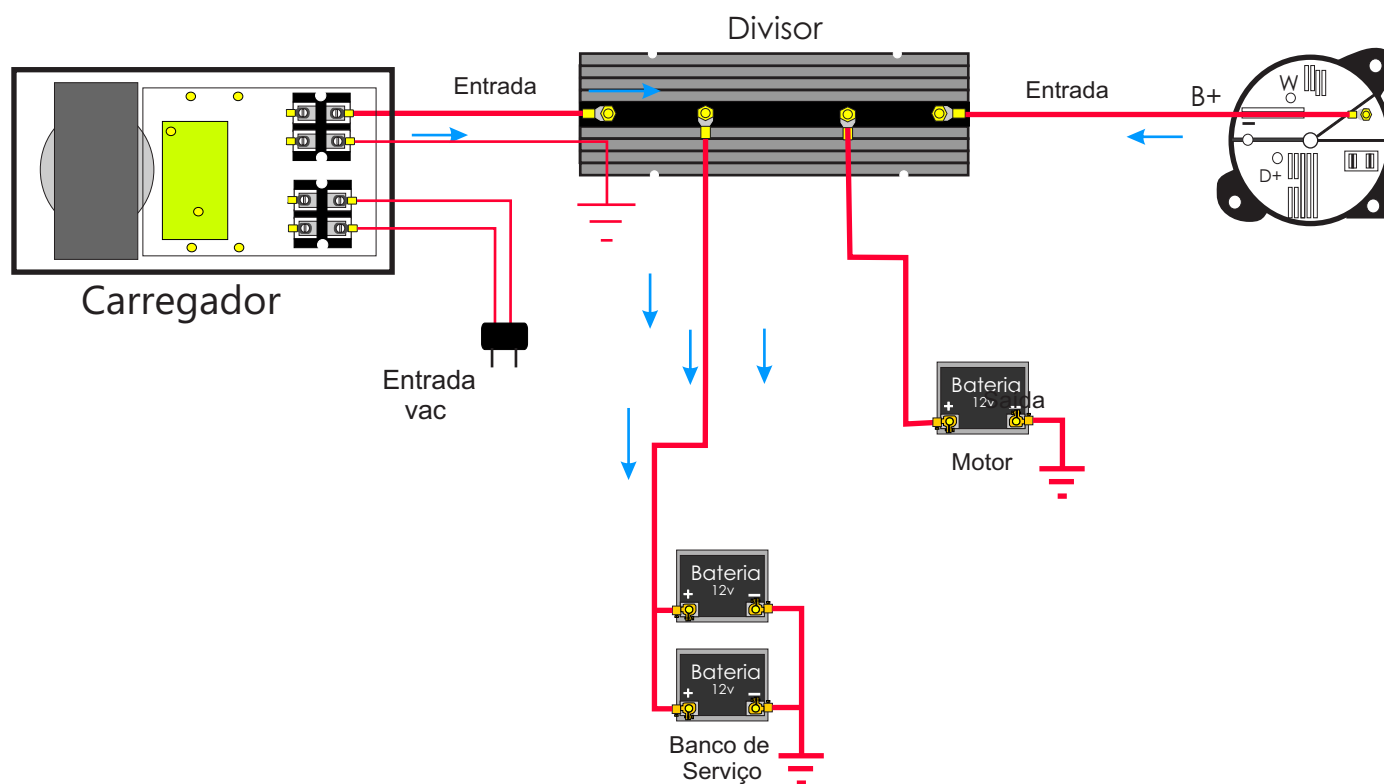 Divisor
Entrada
Entrada
B+
W
D+
Carregador
Entrada
vac
Bateria
12v
Saída
+
Motor
Bateria
12v
+ −
Bateria
12v
+ −
Banco de
Serviço